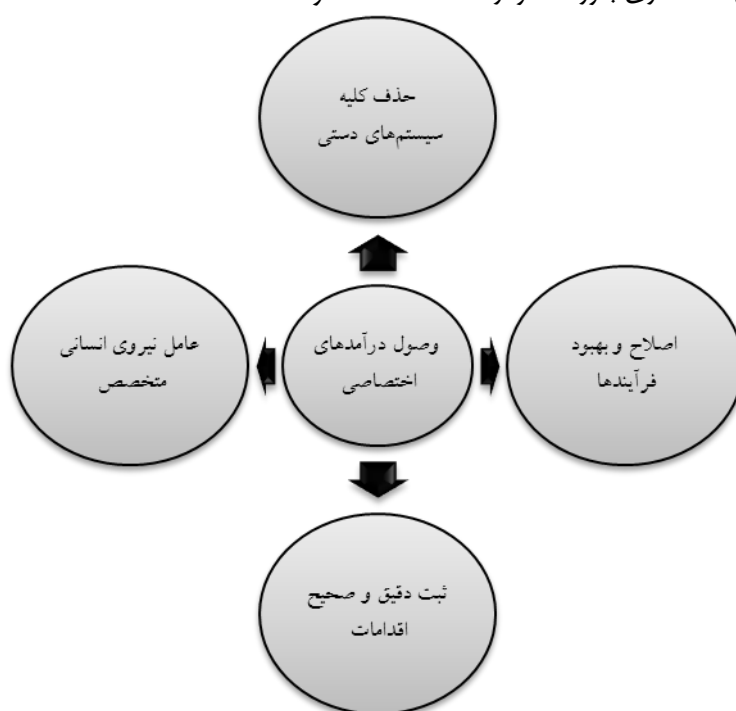 حذف کلیه
سیستم‌های دستی
عامل نیروی انسانی
متخصص
وصول درآمدهای
اختصاصی
اصلاح و بهبود
فرآیندها
ثبت دقیق و صحیح
اقدامات